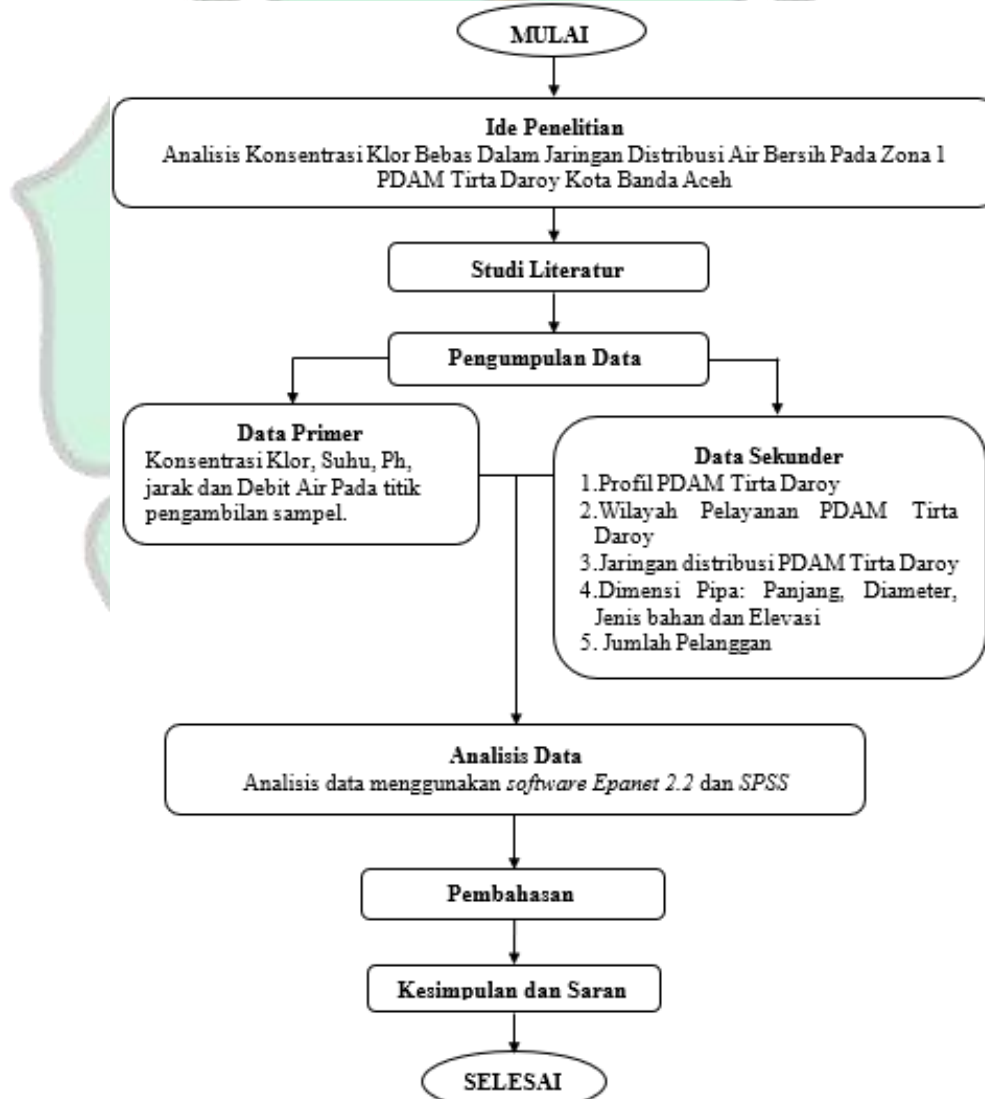 MULAI
Ide Penelitian
Analisis Konsentrasi Klor Bebas Dalam Jaringan Distribusi Air Bersih Pada Zona 1
PDAM Tirta Daroy Kota Banda Aceh
Studi Literatur
Pengumpulan Data
Data Primer
Konsentrasi Klor, Suhu, Ph,
jarak dan Debit Air Pada titik
pengambilan sampel.
Data Sekunder
1.Profil PDAM Tirta Daroy
2.Wilayah Pelayanan PDAM Tirta
Daroy
3.Jaringan distribusi PDAM Tirta Daroy
4.Dimensi Pipa: Panjang, Diameter,
Jenis bahan dan Elevasi
5. Jumlah Pelanggan
Analisis Data
Analisis data menggunakan software Epanet 2.2 dan SPSS
Pembahasan
Kesimpulan dan Saran
SELESAI